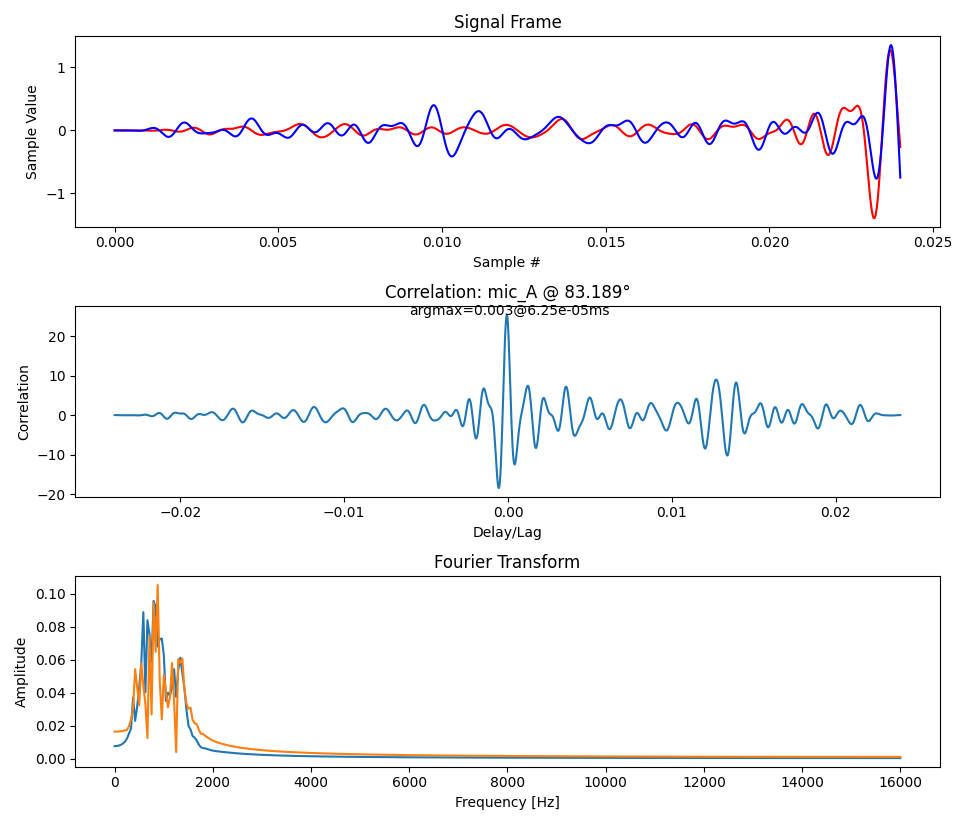 Signal Frame
1
0
−1
Sample Value
0.000 0.005 0.010 0.015 0.020 0.025
Sample #
Correlation: mic_A @ 83.189°
argmax=0.003@6.25e-05ms
20
10
0
−10
−20
Correlation
−0.02 −0.01 0.00 0.01 0.02
Delay/Lag
Fourier Transform
0.10
0.08
0.06
0.04
0.02
0.00
Amplitude
0 2000 4000 6000 8000 10000 12000 14000 16000
Frequency [Hz]